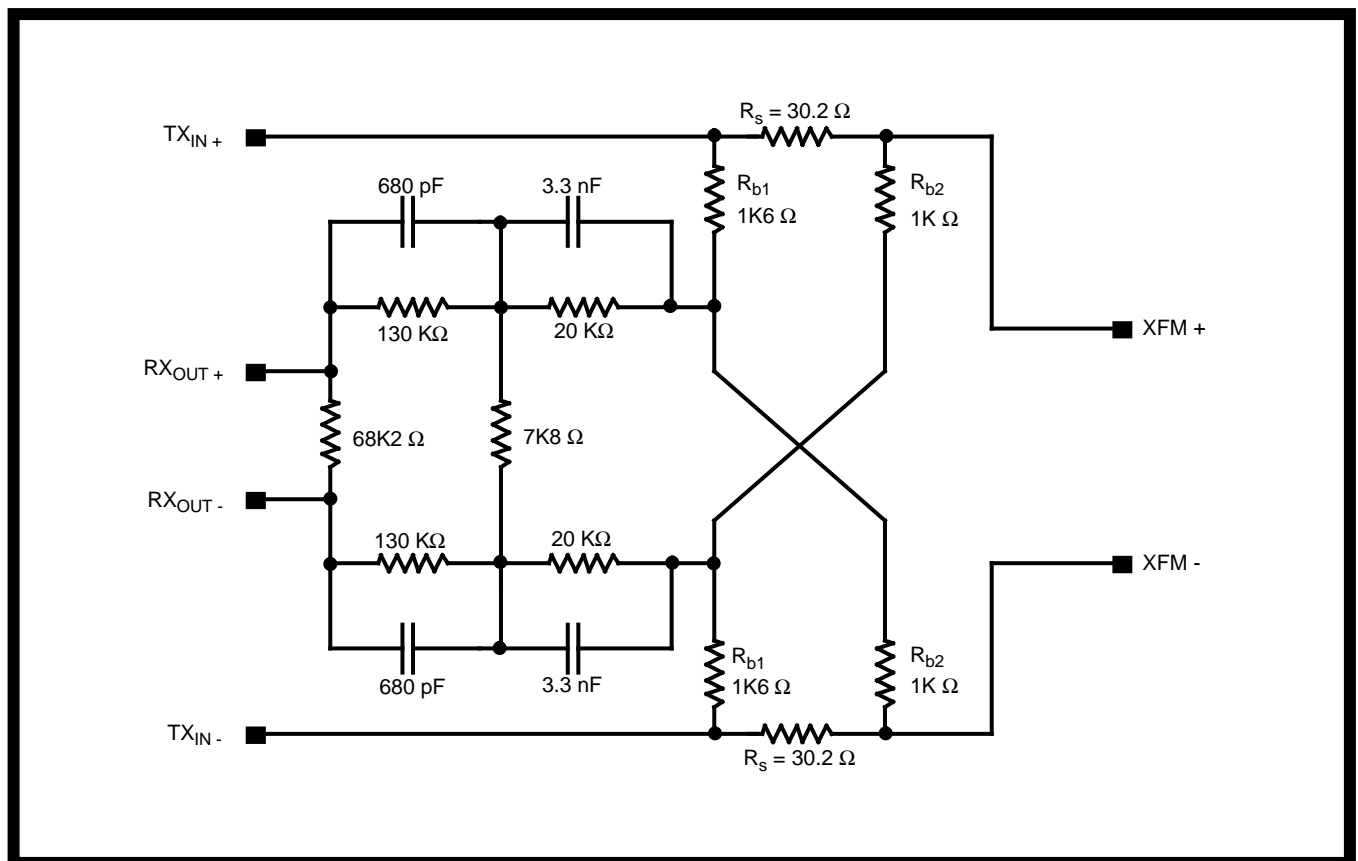 R_s = 30.2 Ω
TX_IN +
680 pF
3.3 nF
R_b1
1K6 Ω
R_b2
1K Ω
130 KΩ
20 KΩ
XFM +
RX_OUT +
68K2 Ω
7K8 Ω
RX_OUT -
130 KΩ
20 KΩ
XFM -
R_b1
1K6 Ω
R_b2
1K Ω
680 pF
3.3 nF
TX_IN -
R_s = 30.2 Ω